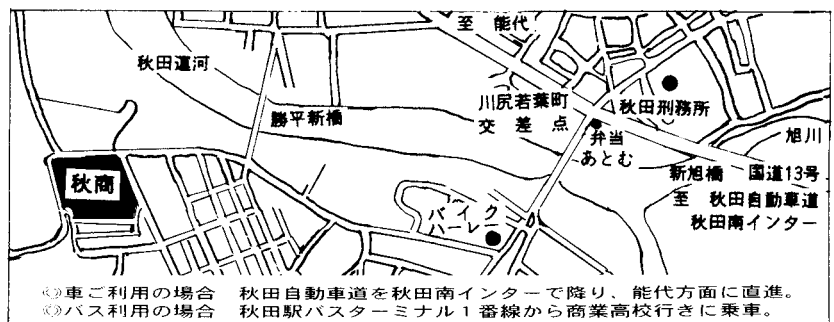 至 能代
秋田運河
川尻若葉町
交差点
秋田刑務所
勝平新橋
弁当
あとむ
旭川
新旭橋
国道13号
秋商
至 秋田自動車道
秋田南インター
バイク
ハーレー
◎車ご利用の場合 秋田自動車道を秋田南インターで降り、能代方面に直進。
◎バス利用の場合 秋田駅バスターミナル1番線から商業高校行きに乗車。